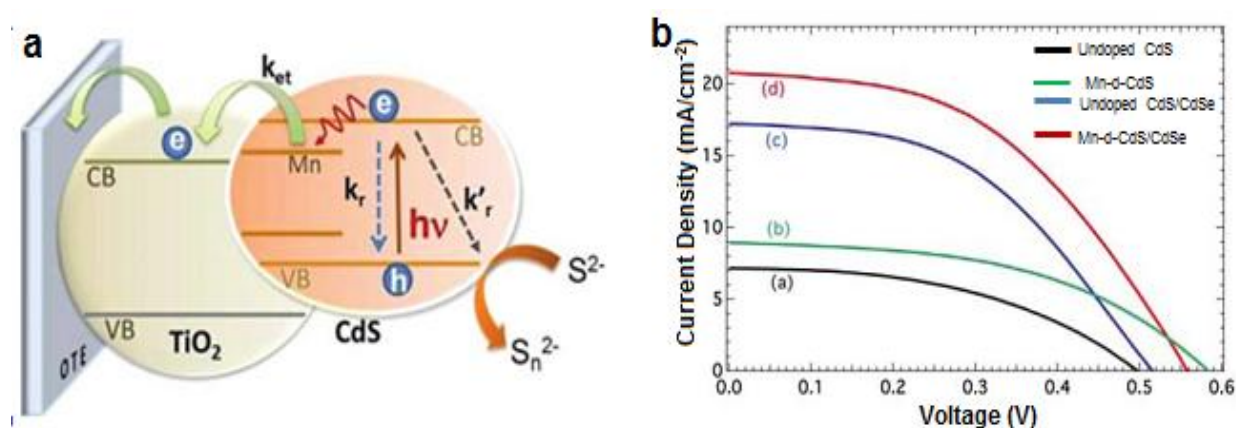 a
k_et
e
e
CB
CB
Mn
k_r
hν
k'_r
VB
h
S²⁻
VB
TiO₂
CdS
Sₙ²⁻
OTE
b
Undoped CdS
Mn-d-CdS
Undoped CdS/CdSe
Mn-d-CdS/CdSe
Current Density (mA/cm⁻²)
20
15
10
5
0
(d)
(c)
(b)
(a)
0.0 0.1 0.2 0.3 0.4 0.5 0.6
Voltage (V)